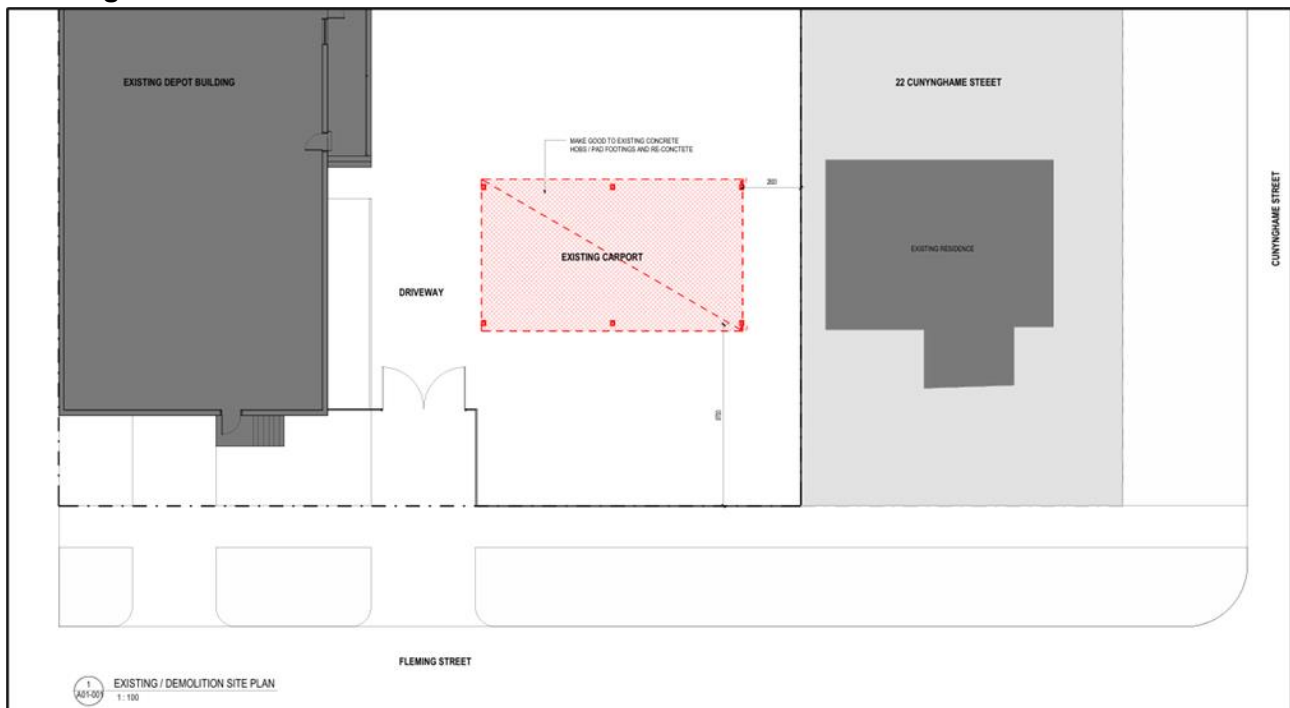 EXISTING DEPOT BUILDING
22 CUNYNGHAME STEEET
MAKE GOOD TO EXISTING CONCRETE
HOBS / PAD FOOTINGS AND RE-CONCTETE
CUNYNGHAME STREET
EXISTING RESIDENCE
EXISTING CARPORT
DRIVEWAY
FLEMING STREET
1
A01-001
EXISTING / DEMOLITION SITE PLAN
1 : 100